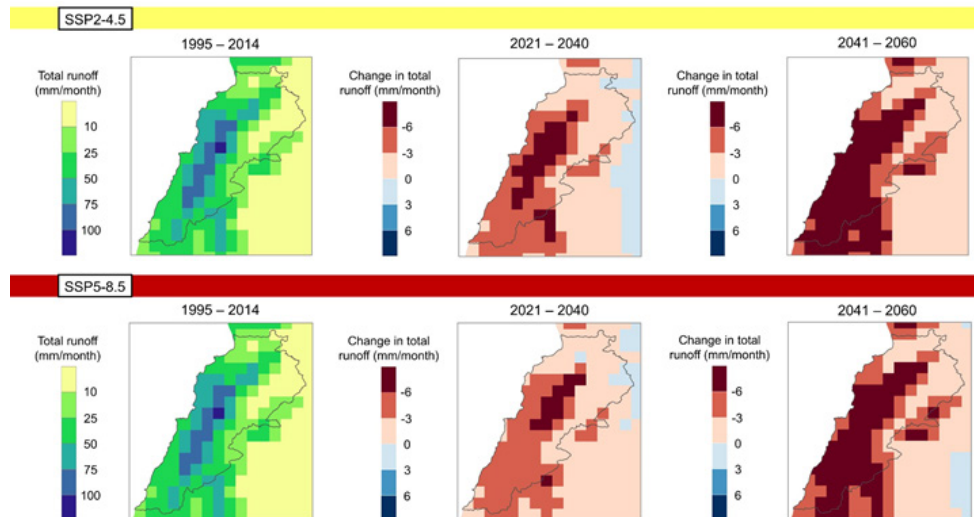 SSP2-4.5
1995 – 2014
2021 – 2040
2041 – 2060
Total runoff
(mm/month)
10
25
50
75
100
Change in total
runoff (mm/month)
-6
-3
0
3
6
Change in total
runoff (mm/month)
-6
-3
0
3
6
SSP5-8.5
1995 – 2014
2021 – 2040
2041 – 2060
Total runoff
(mm/month)
10
25
50
75
100
Change in total
runoff (mm/month)
-6
-3
0
3
6
Change in total
runoff (mm/month)
-6
-3
0
3
6